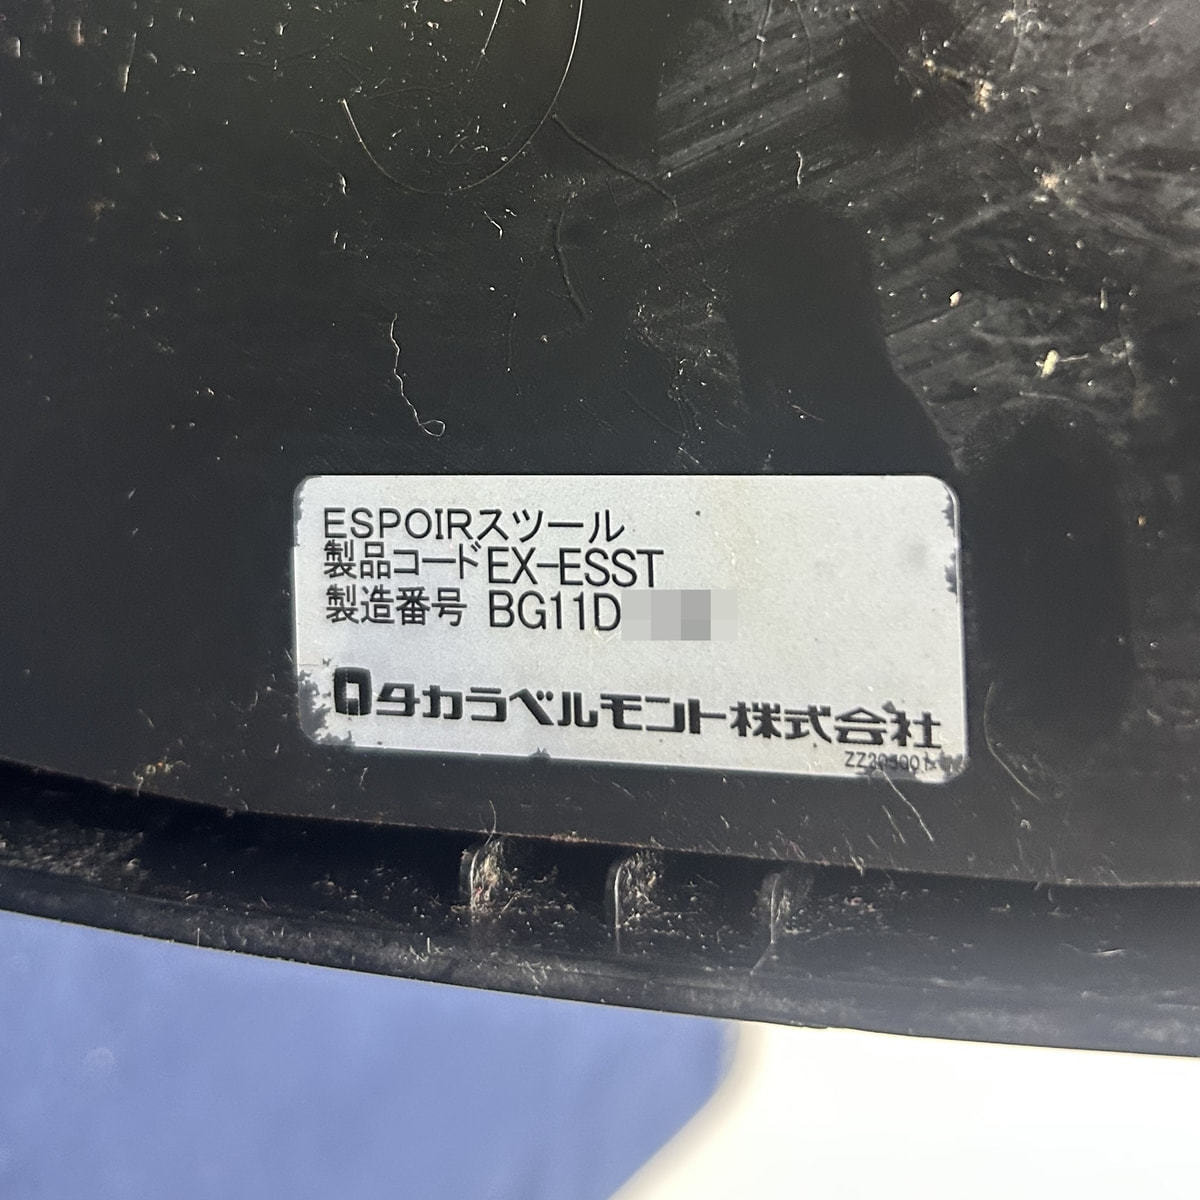 ESPOIRスツール
製品コードEX-ESST
製造番号 BG11D
タカラベルモント株式会社